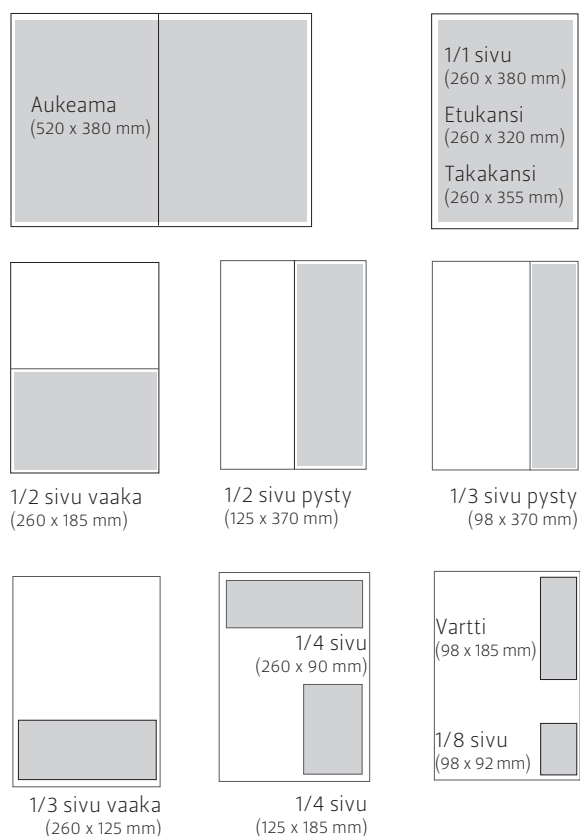 Aukeama
(520 x 380 mm)
1/1 sivu
(260 x 380 mm)
Etukansi
(260 x 320 mm)
Takakansi
(260 x 355 mm)
1/2 sivu vaaka
(260 x 185 mm)
1/2 sivu pysty
(125 x 370 mm)
1/3 sivu pysty
(98 x 370 mm)
1/3 sivu vaaka
(260 x 125 mm)
1/4 sivu
(260 x 90 mm)
1/4 sivu
(125 x 185 mm)
Vartti
(98 x 185 mm)
1/8 sivu
(98 x 92 mm)